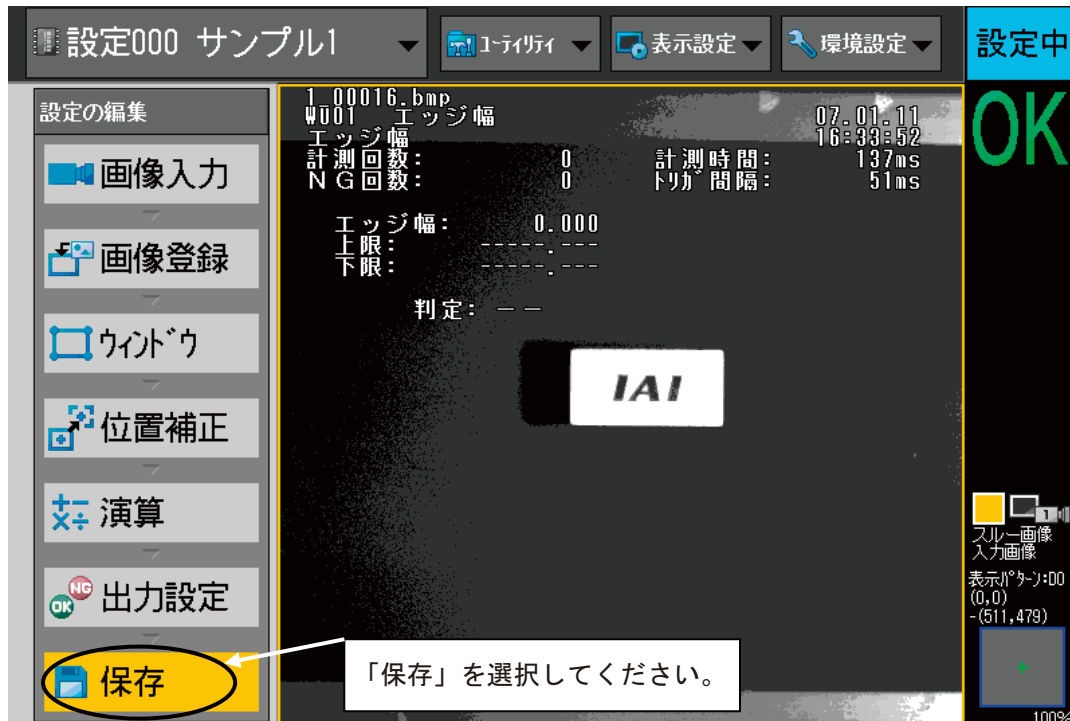 設定000 サンプル1
ユーティリティ
表示設定
環境設定
設定中
設定の編集
画像入力
画像登録
ウィンドウ
位置補正
演算
出力設定
保存
1_00016.bmp
W001 エッジ幅
エッジ幅
計測回数: 0
NG回数: 0
07.01.11
16:33:52
計測時間: 137ms
トリガ間隔: 51ms
エッジ幅: 0.000
上限: -----.---
下限: -----.---
判定: --
IAI
「保存」を選択してください。
OK
1
スルー画像
入力画像
表示パターン:D0
(0,0)
-(511,479)
100%
NG
OK